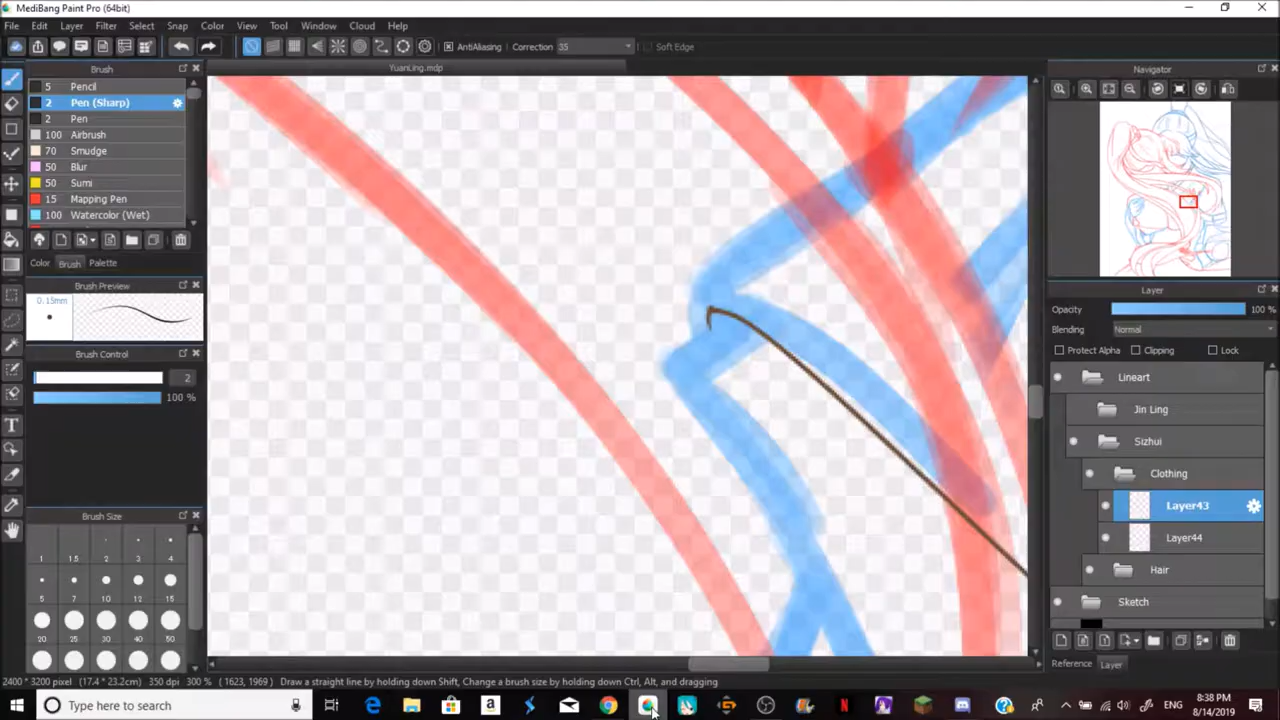 MediBang Paint Pro (64bit)
File Edit Layer Filter Select Snap Color View Tool Window Cloud Help
AntiAliasing Correction 35 Soft Edge
Brush
YuanLing.mdp
Navigator
5 Pencil
2 Pen (Sharp)
2 Pen
100 Airbrush
70 Smudge
50 Blur
50 Sumi
15 Mapping Pen
100 Watercolor (Wet)
Color Brush Palette
Brush Preview
0.15mm
Brush Control
2
100 %
Brush Size
1 1.5 2 3 4
5 7 10 12 15
20 25 30 40 50
Layer
Opacity 100 %
Blending Normal
Protect Alpha Clipping Lock
Lineart
Jin Ling
Sizhui
Clothing
Layer43
Layer44
Hair
Sketch
Reference Layer
2400 * 3200 pixel (17.4 * 23.2cm) 350 dpi 300 % ( 1623, 1969 ) Draw a straight line by holding down Shift, Change a brush size by holding down Ctrl, Alt, and dragging
Type here to search
8:38 PM
ENG
8/14/2019